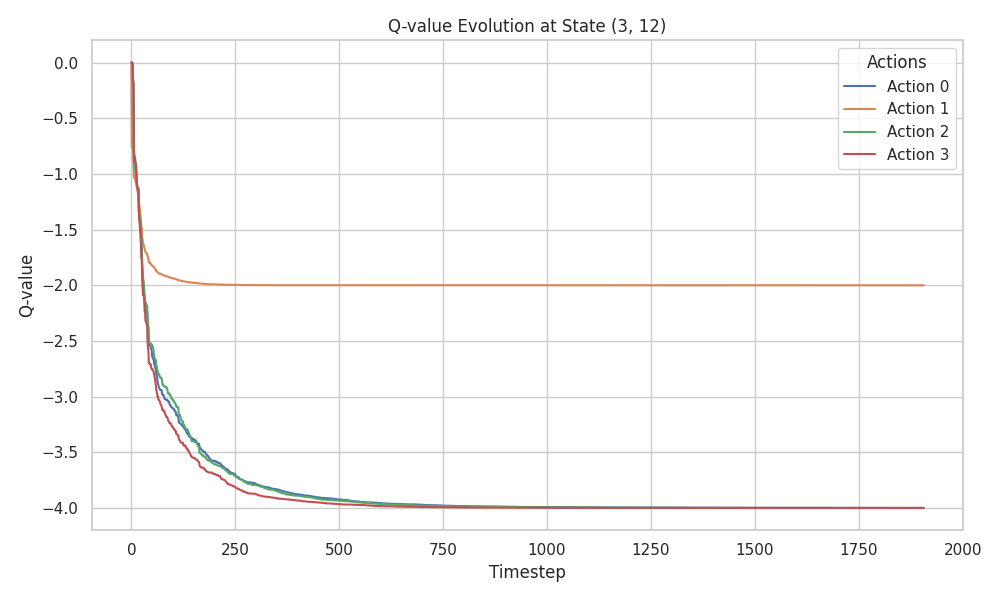 Q-value Evolution at State (3, 12)
Actions
Action 0
Action 1
Action 2
Action 3
Q-value
0.0
−0.5
−1.0
−1.5
−2.0
−2.5
−3.0
−3.5
−4.0
0 250 500 750 1000 1250 1500 1750 2000
Timestep